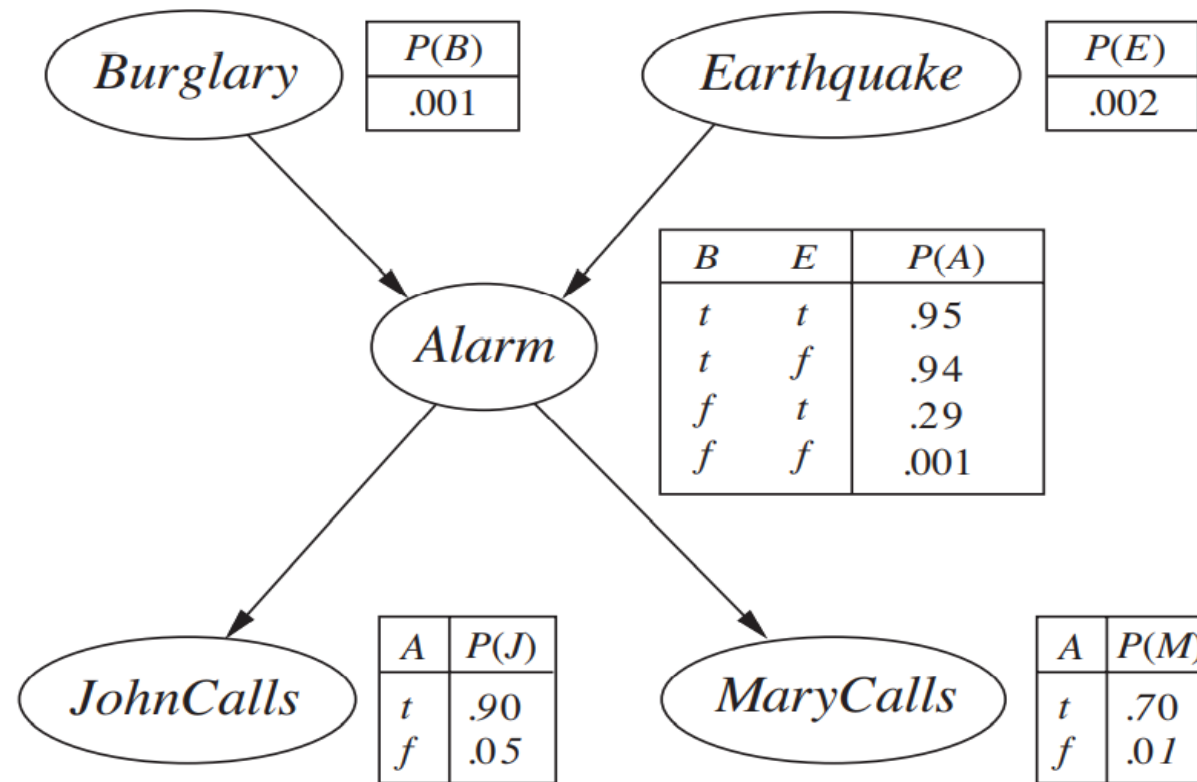 Burglary
P(B)
.001
Earthquake
P(E)
.002
B E P(A)
t t .95
t f .94
f t .29
f f .001
Alarm
JohnCalls
A P(J)
t .90
f .05
MaryCalls
A P(M)
t .70
f .01